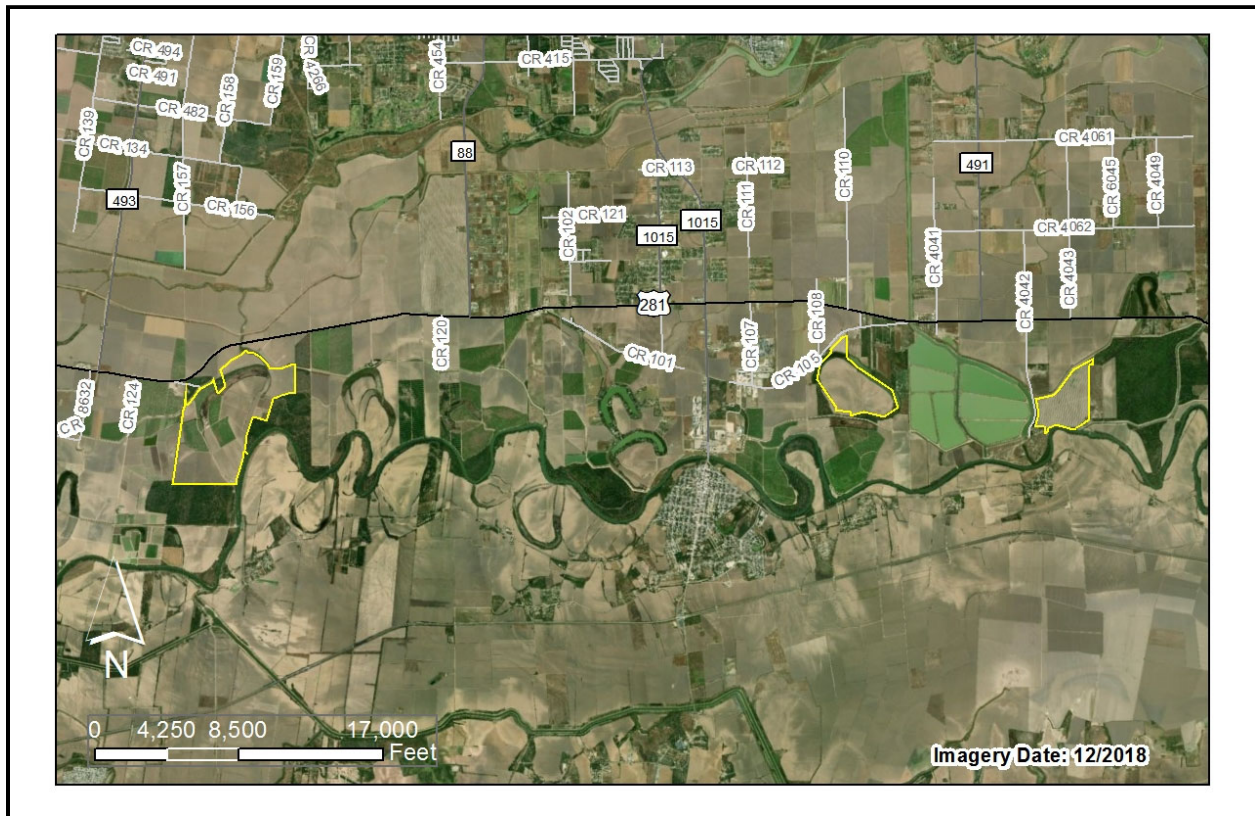 CR 494
CR 491
CR 482
CR 139
CR 134
CR 157
CR 158
CR 159
CR 4266
CR 454
CR 415
493
CR 156
88
CR 113
CR 112
CR 111
CR 110
CR 102
CR 121
1015
1015
CR 4061
491
CR 6045
CR 4049
CR 4062
CR 4041
CR 4042
CR 4043
281
CR 120
CR 101
CR 107
CR 108
CR 105
CR 8632
CR 124
N
0 4,250 8,500 17,000
Feet
Imagery Date: 12/2018